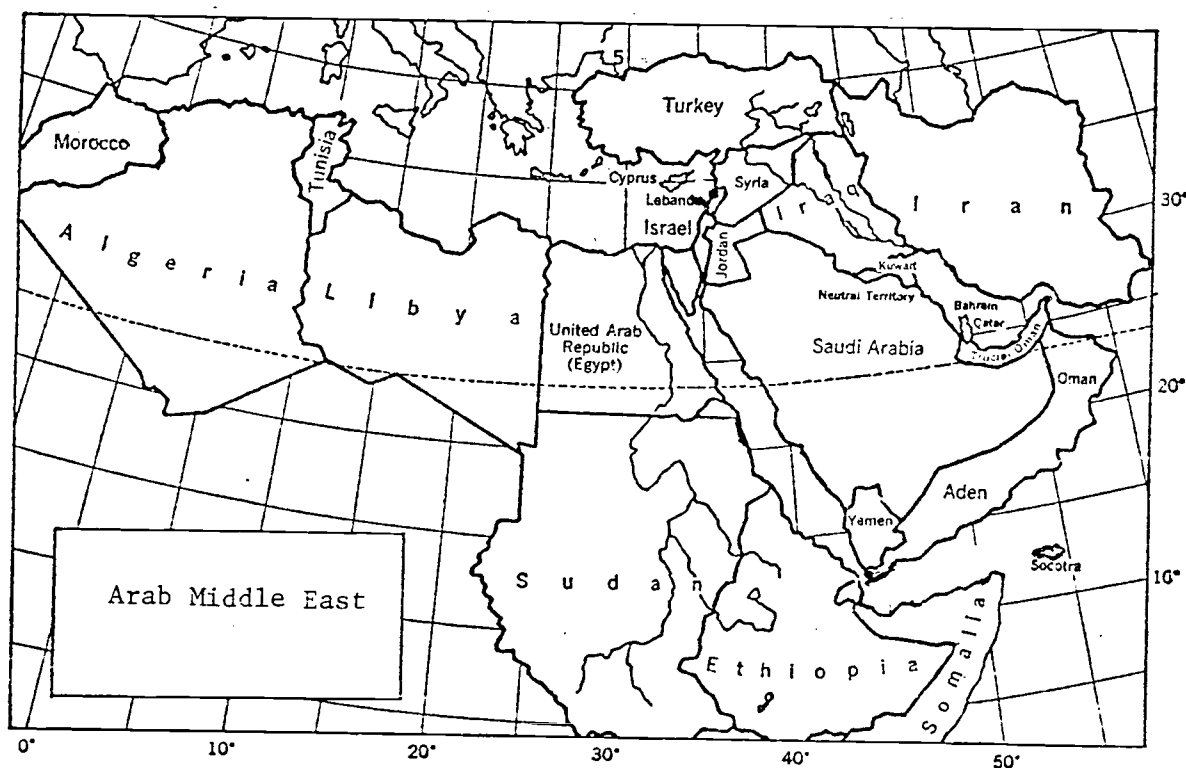 Turkey
Morocco
Tunisia
Cyprus
Syria
Lebano
Israel
Iraq
Iran
30°
Algeria
Libya
Jordan
Kuwait
Neutral Territory
Bahrain
Qatar
Trucial Oman
United Arab
Republic
(Egypt)
Saudi Arabia
Oman
20°
Aden
Yemen
Socotra
10°
Sudan
Arab Middle East
Ethiopia
Somalia
0°
10°
20°
30°
40°
50°